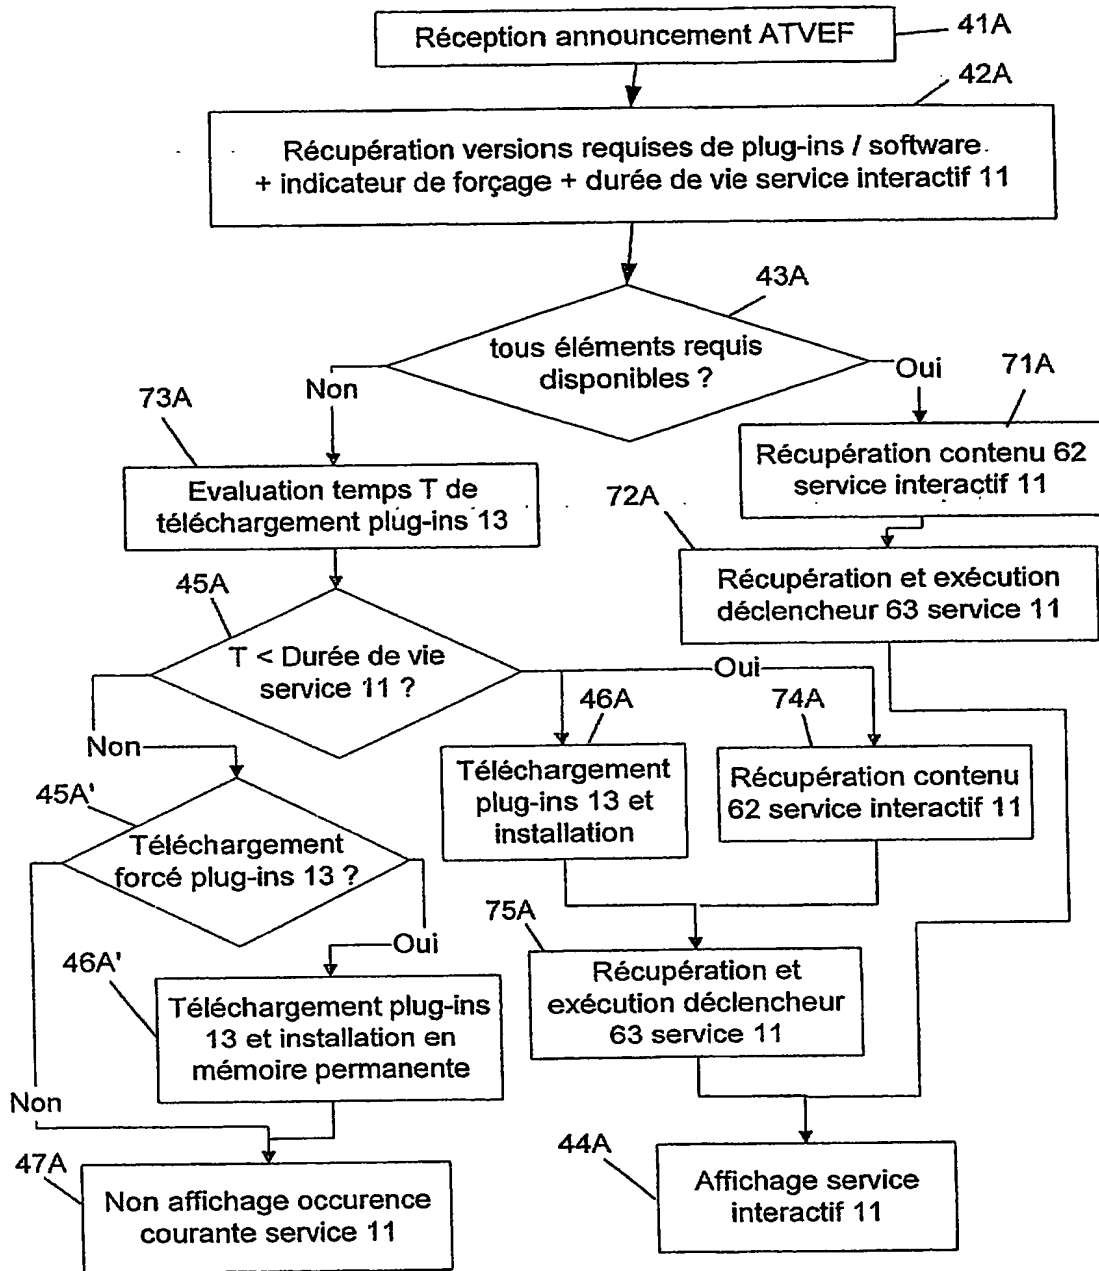 Réception announcement ATVEF
41A
42A
Récupération versions requises de plug-ins / software
+ indicateur de forçage + durée de vie service interactif 11
43A
tous éléments requis
disponibles ?
Non
Oui
71A
73A
Récupération contenu 62
service interactif 11
Evaluation temps T de
téléchargement plug-ins 13
72A
Récupération et exécution
déclencheur 63 service 11
45A
T < Durée de vie
service 11 ?
Oui
46A
74A
Non
Téléchargement
plug-ins 13 et
installation
Récupération contenu
62 service interactif 11
45A'
Téléchargement
forcé plug-ins 13 ?
75A
Oui
46A'
Récupération et
exécution déclencheur
63 service 11
Téléchargement plug-ins
13 et installation en
mémoire permanente
Non
47A
44A
Non affichage occurence
courante service 11
Affichage service
interactif 11